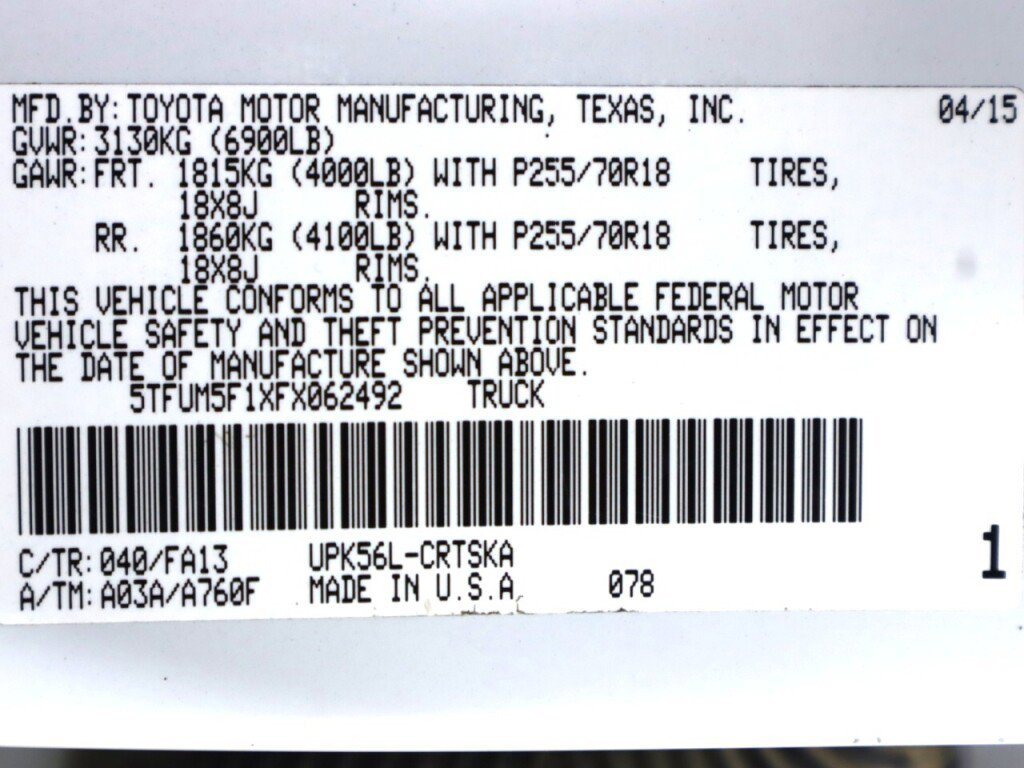 MFD.BY: TOYOTA MOTOR MANUFACTURING, TEXAS, INC. 04/15
GVWR: 3130KG (6900LB)
GAWR: FRT. 1815KG (4000LB) WITH P255/70R18 TIRES,
18X8J RIMS.
RR. 1860KG (4100LB) WITH P255/70R18 TIRES,
18X8J RIMS.
THIS VEHICLE CONFORMS TO ALL APPLICABLE FEDERAL MOTOR
VEHICLE SAFETY AND THEFT PREVENTION STANDARDS IN EFFECT ON
THE DATE OF MANUFACTURE SHOWN ABOVE.
5TFUM5F1XFX062492 TRUCK
C/TR: 040/FA13 UPK56L-CRTSKA
A/TM: A03A/A760F MADE IN U.S.A. 078
1